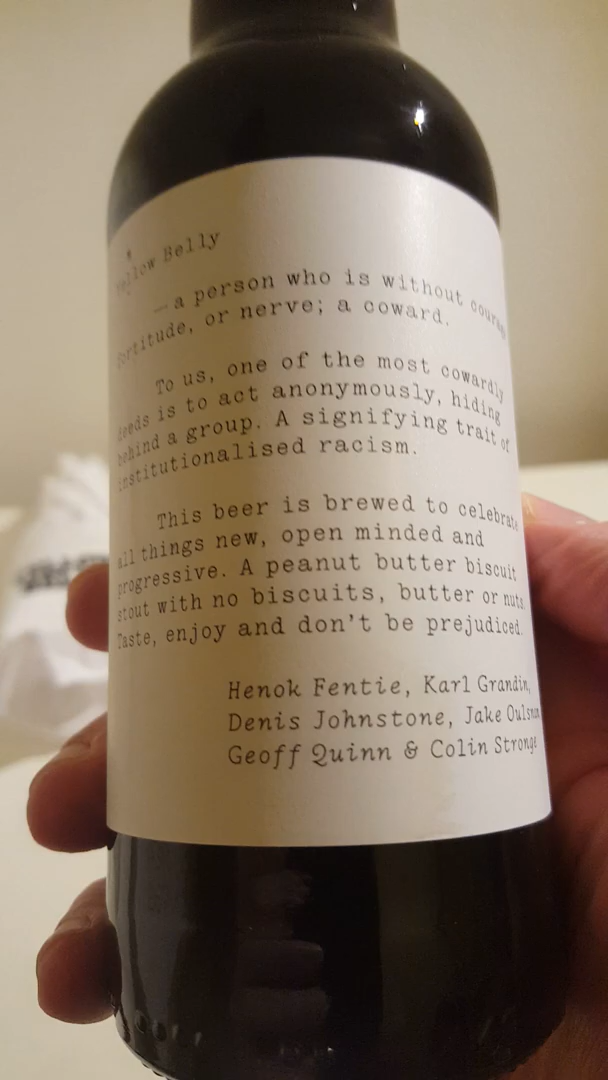 Yellow Belly
— a person who is without courage
fortitude, or nerve; a coward.
To us, one of the most cowardly
deeds is to act anonymously, hiding
behind a group. A signifying trait of
institutionalised racism.
This beer is brewed to celebrate
all things new, open minded and
progressive. A peanut butter biscuit
stout with no biscuits, butter or nuts.
Taste, enjoy and don't be prejudiced.
Henok Fentie, Karl Grandin,
Denis Johnstone, Jake
Geoff Quinn & Colin Stronge